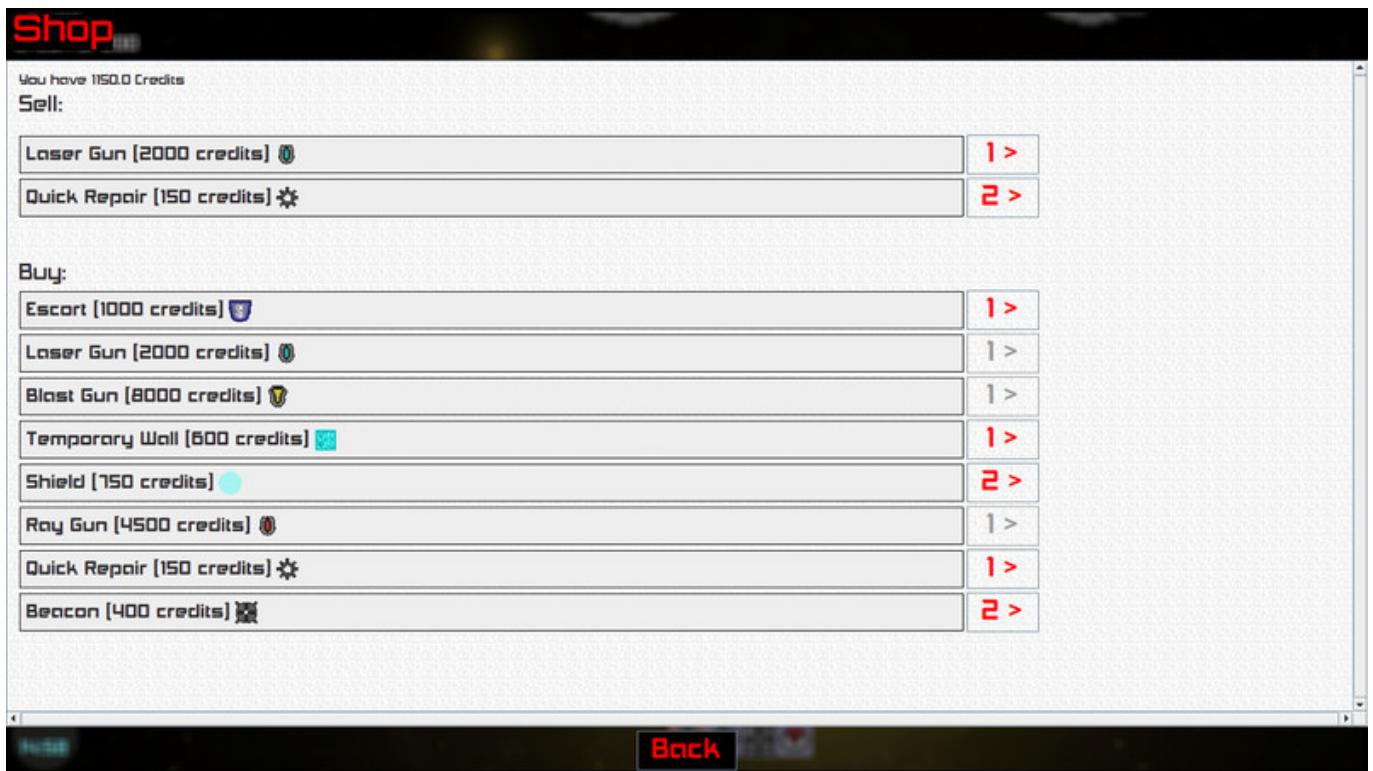 Shop
You have 1150.0 Credits
Sell:
Laser Gun [2000 credits] 1 >
Quick Repair [150 credits] 2 >
Buy:
Escort [1000 credits] 1 >
Laser Gun [2000 credits] 1 >
Blast Gun [8000 credits] 1 >
Temporary Wall [600 credits] 1 >
Shield [750 credits] 2 >
Ray Gun [4500 credits] 1 >
Quick Repair [150 credits] 1 >
Beacon [400 credits] 2 >
Back